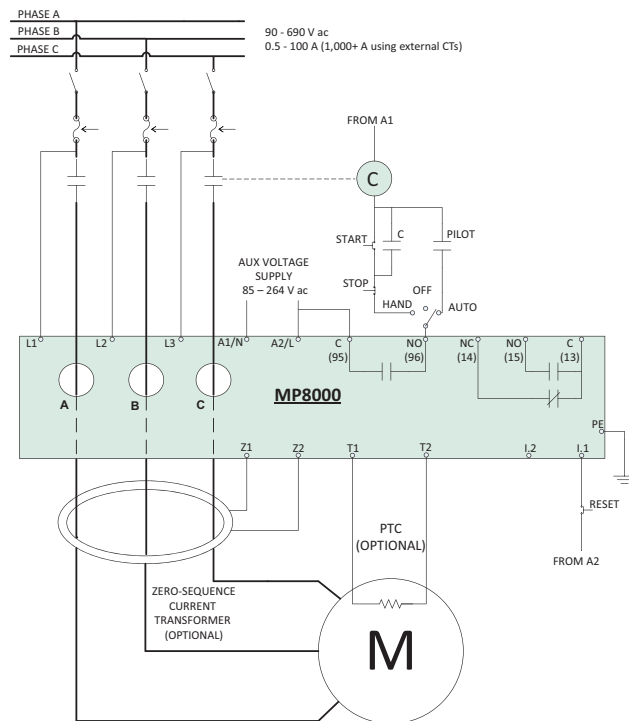 PHASE A
PHASE B
PHASE C
90 - 690 V ac
0.5 - 100 A (1,000+ A using external CTs)
FROM A1
C
START
C
PILOT
STOP
OFF
HAND
AUTO
AUX VOLTAGE
SUPPLY
85 – 264 V ac
L1
L2
L3
A1/N
A2/L
C
(95)
NO
(96)
NC
(14)
NO
(15)
C
(13)
A
B
C
MP8000
PE
Z1
Z2
T1
T2
I.2
I.1
RESET
FROM A2
PTC
(OPTIONAL)
ZERO-SEQUENCE
CURRENT
TRANSFORMER
(OPTIONAL)
M